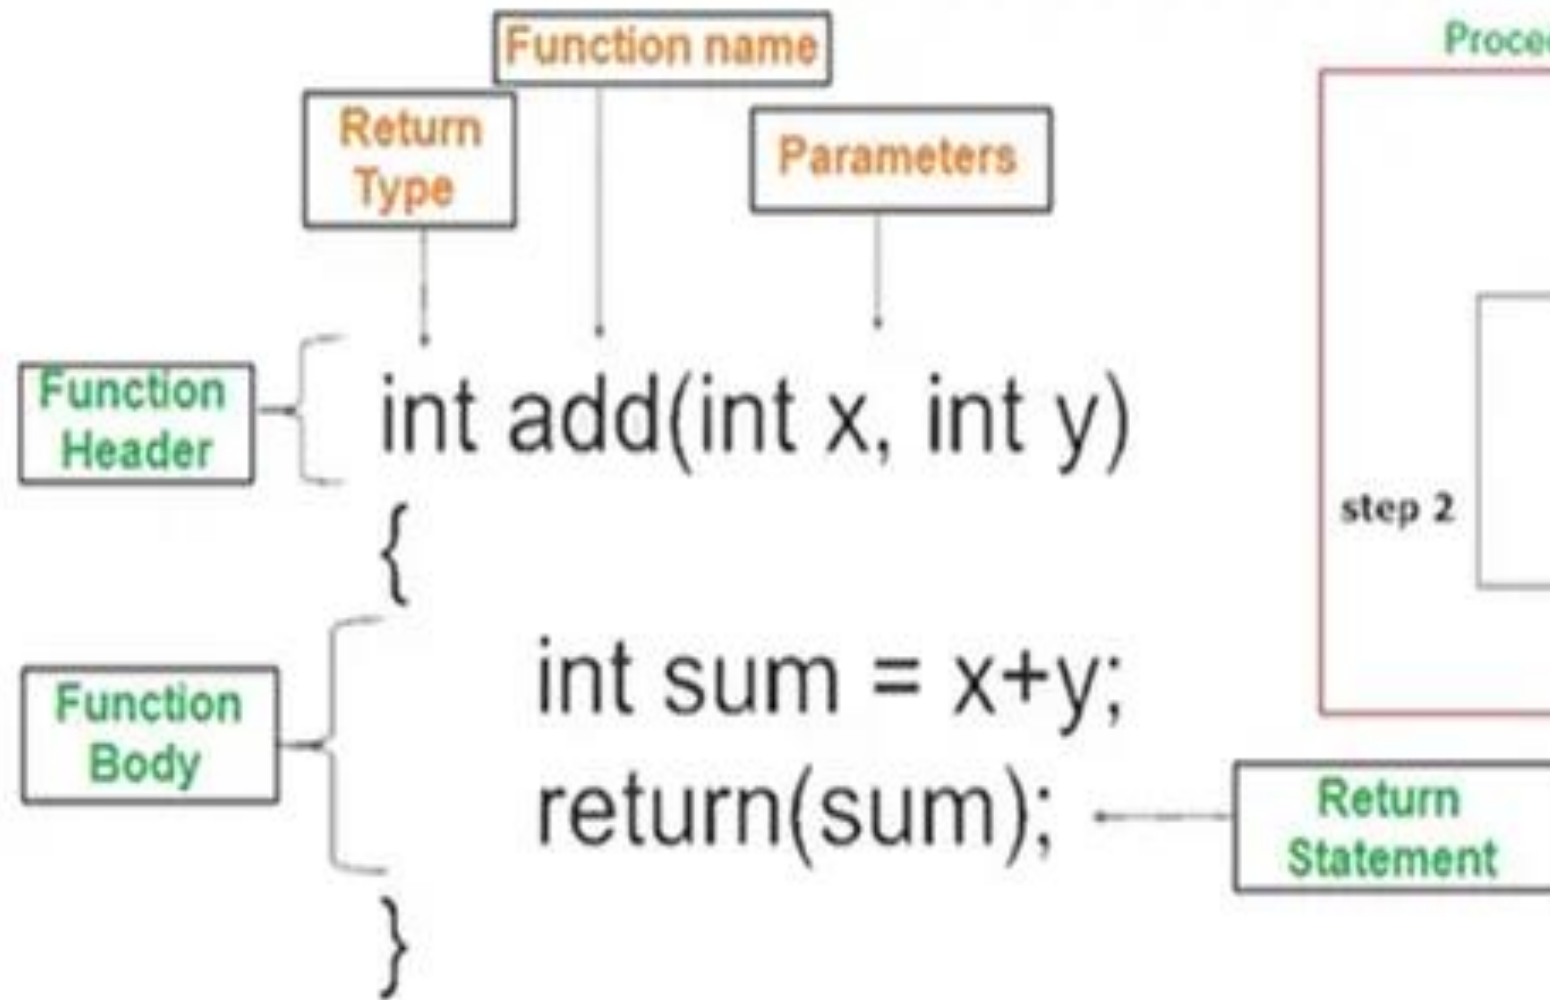 Function name
Return
Type
Parameters
Function
Header
int add(int x, int y)
{
Function
Body
int sum = x+y;
return(sum);
}
Return
Statement
step 2